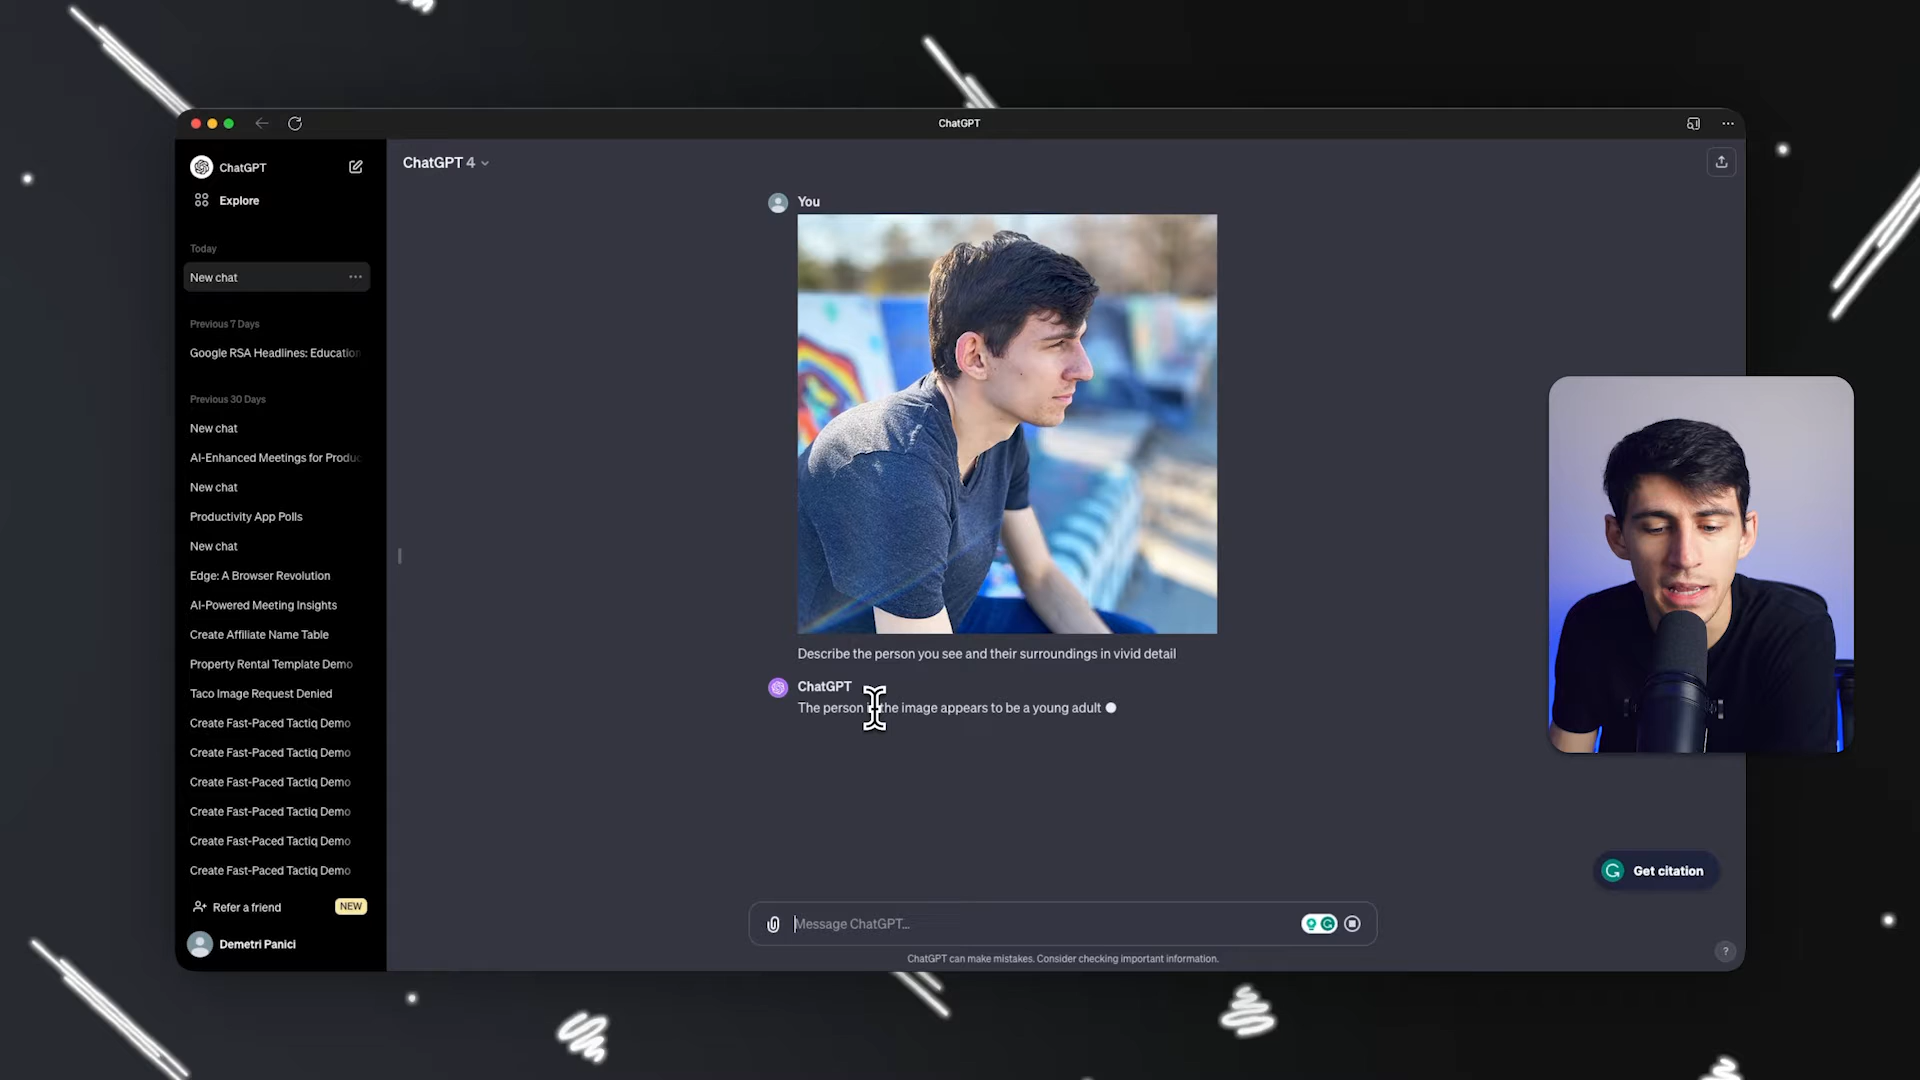 ChatGPT
ChatGPT
Explore
Today
New chat
Previous 7 Days
Google RSA Headlines: Education
Previous 30 Days
New chat
AI-Enhanced Meetings for Produc
New chat
Productivity App Polls
New chat
Edge: A Browser Revolution
AI-Powered Meeting Insights
Create Affiliate Name Table
Property Rental Template Demo
Taco Image Request Denied
Create Fast-Paced Tactiq Demo
Create Fast-Paced Tactiq Demo
Create Fast-Paced Tactiq Demo
Create Fast-Paced Tactiq Demo
Create Fast-Paced Tactiq Demo
Create Fast-Paced Tactiq Demo
Refer a friend NEW
Demetri Panici
ChatGPT 4
You
Describe the person you see and their surroundings in vivid detail
ChatGPT
The person the image appears to be a young adult
Get citation
Message ChatGPT...
ChatGPT can make mistakes. Consider checking important information.
?